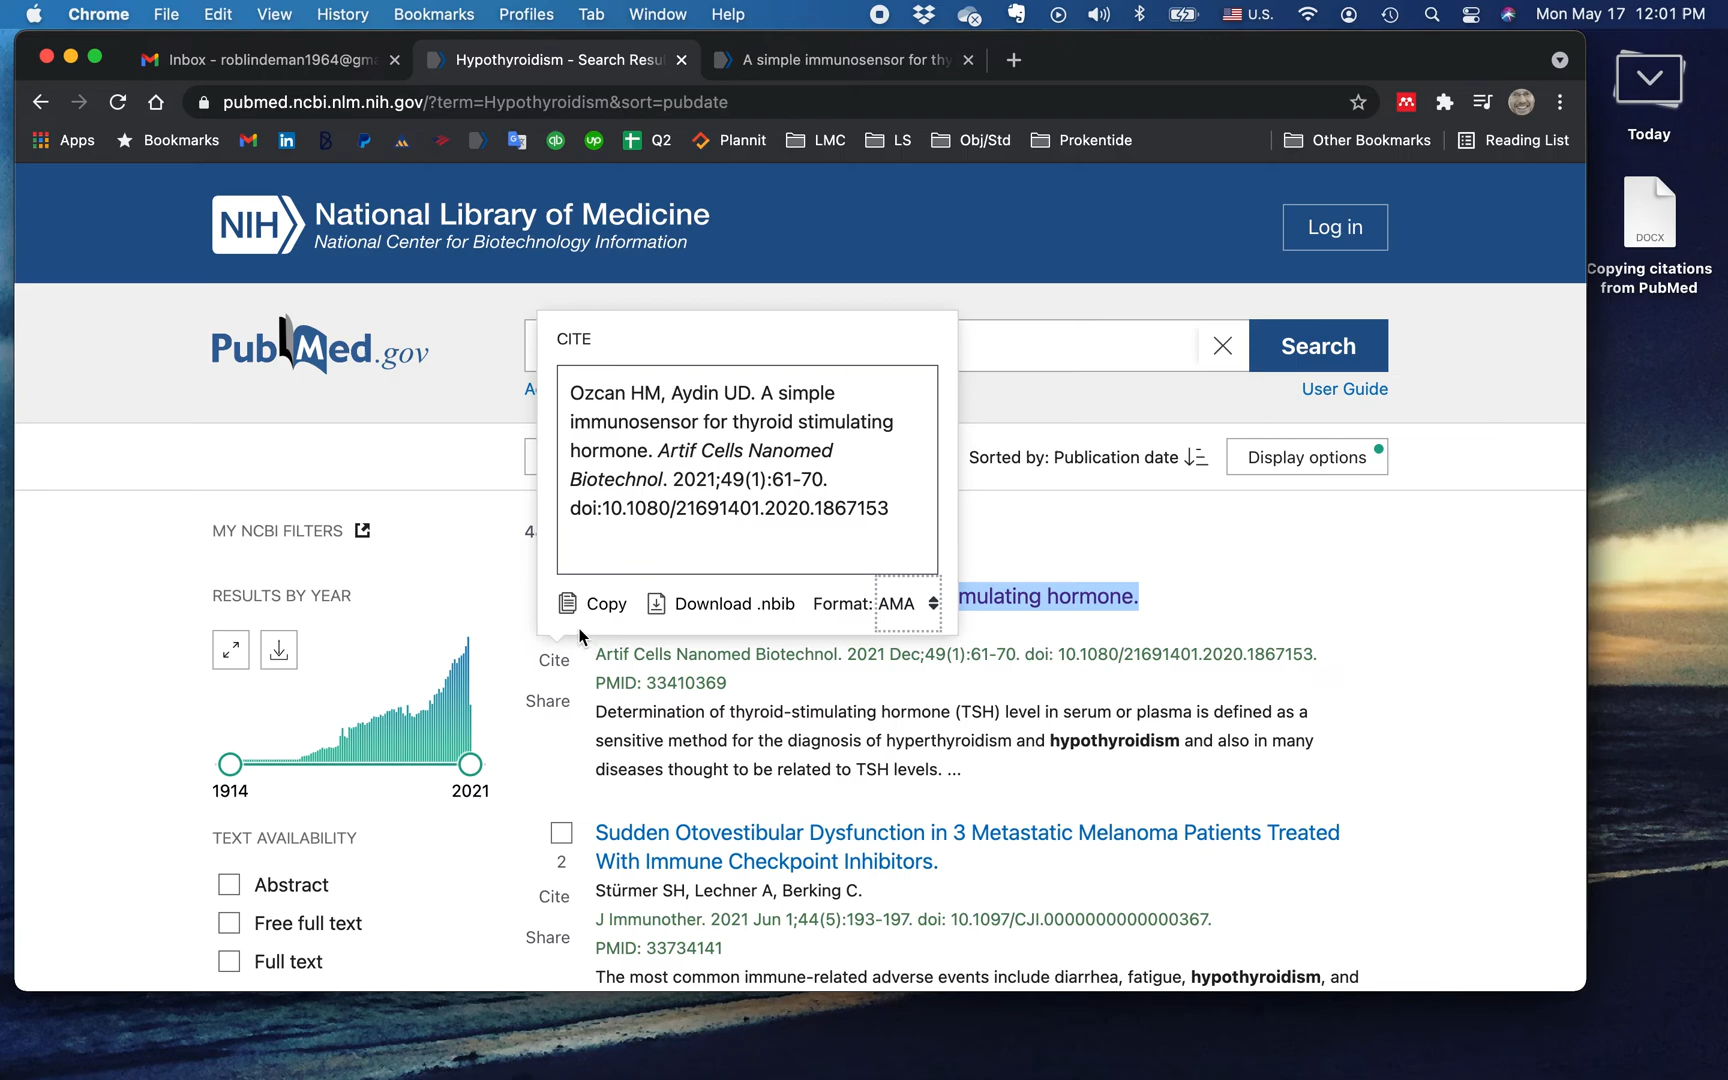 Chrome File Edit View History Bookmarks Profiles Tab Window Help U.S. Mon May 17 12:01 PM
Inbox - roblindeman1964@gm
Hypothyroidism - Search Resu
A simple immunosensor for thy
pubmed.ncbi.nlm.nih.gov/?term=Hypothyroidism&sort=pubdate
Apps Bookmarks Q2 Plannit LMC LS Obj/Std Prokentide Other Bookmarks Reading List
NIH National Library of Medicine
National Center for Biotechnology Information
Log in
PubMed.gov
Search
User Guide
CITE
Ozcan HM, Aydin UD. A simple
immunosensor for thyroid stimulating
hormone. Artif Cells Nanomed
Biotechnol. 2021;49(1):61-70.
doi:10.1080/21691401.2020.1867153
Copy Download .nbib Format: AMA
Sorted by: Publication date
Display options
MY NCBI FILTERS
RESULTS BY YEAR
1914 2021
TEXT AVAILABILITY
Abstract
Free full text
Full text
mulating hormone.
Cite
Share
Artif Cells Nanomed Biotechnol. 2021 Dec;49(1):61-70. doi: 10.1080/21691401.2020.1867153.
PMID: 33410369
Determination of thyroid-stimulating hormone (TSH) level in serum or plasma is defined as a
sensitive method for the diagnosis of hyperthyroidism and hypothyroidism and also in many
diseases thought to be related to TSH levels. ...
2
Cite
Share
Sudden Otovestibular Dysfunction in 3 Metastatic Melanoma Patients Treated
With Immune Checkpoint Inhibitors.
Stürmer SH, Lechner A, Berking C.
J Immunother. 2021 Jun 1;44(5):193-197. doi: 10.1097/CJI.0000000000000367.
PMID: 33734141
The most common immune-related adverse events include diarrhea, fatigue, hypothyroidism, and
Today
DOCX
Copying citations
from PubMed